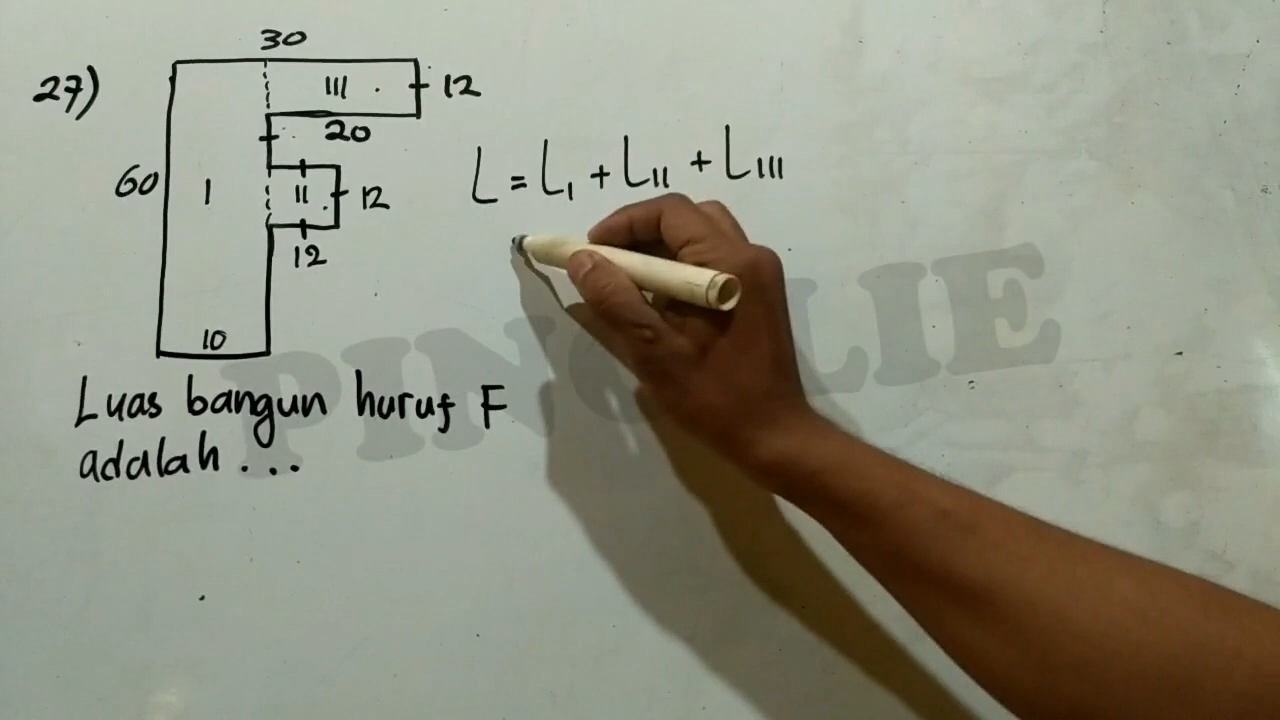 27)
30
III
12
20
60
I
II
12
12
10
L = L I + L II + L III
Luas bangun huruf F
adalah ...
PINGLIE